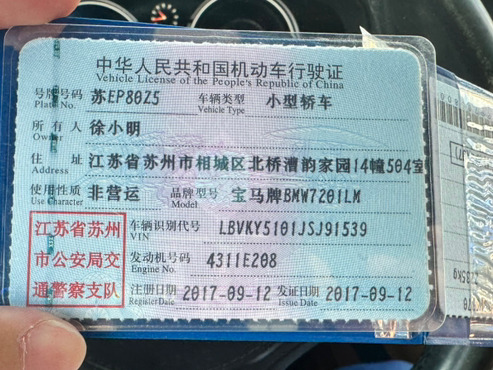 中华人民共和国机动车行驶证
Vehicle License of the People's Republic of China
号牌号码 苏EP80Z5 车辆类型 小型轿车
Plate No. Vehicle Type
所有人 徐小明
Owner
住址 江苏省苏州市相城区北桥漕韵家园14幢504室
Address
使用性质 非营运 品牌型号 宝马牌BMW7201LM
Use Character Model
江苏省苏州市公安局交通警察支队
车辆识别代号 LBVKY5101JSJ91539
VIN
发动机号码 4311E208
Engine No.
注册日期 2017-09-12 发证日期 2017-09-12
Register Date Issue Date